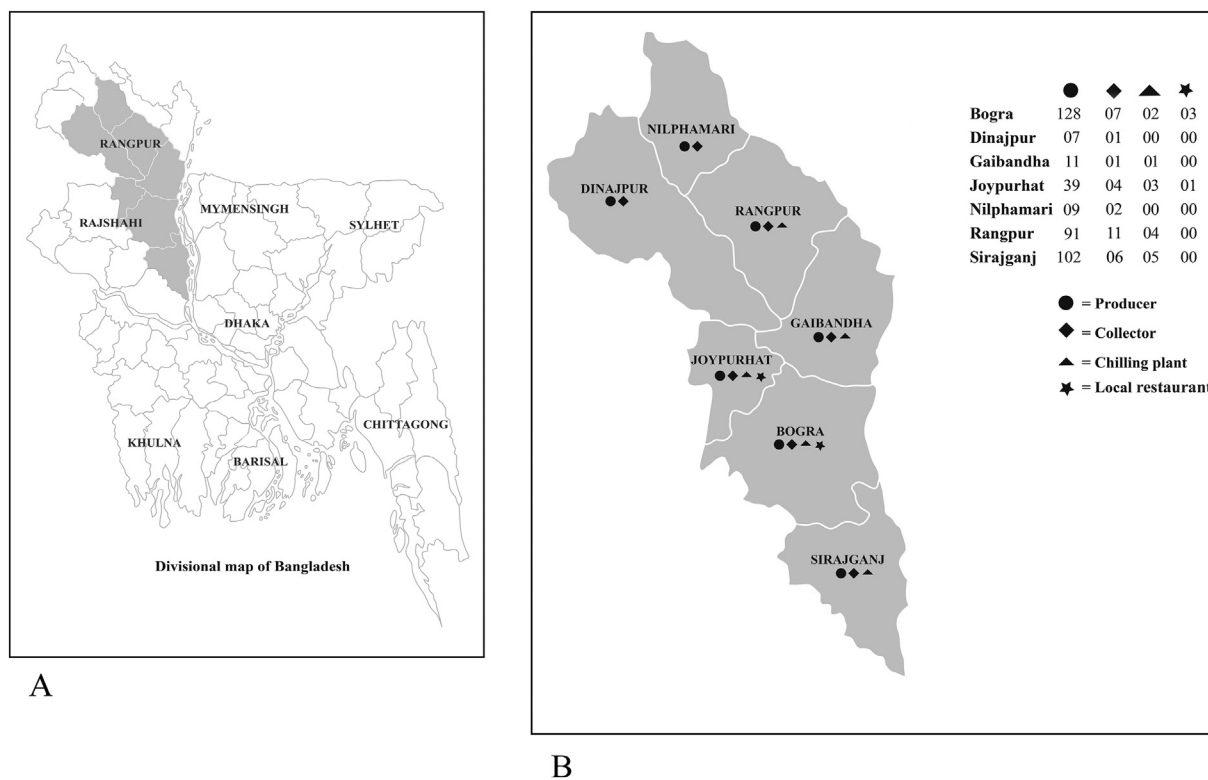 RANGPUR
RAJSHAHI
MYMENSINGH
SYLHET
DHAKA
KHULNA
BARISAL
CHITTAGONG
Divisional map of Bangladesh
A
NILPHAMARI
DINAJPUR
RANGPUR
GAIBANDHA
JOYPURHAT
BOGRA
SIRAJGANJ
Bogra 128 07 02 03
Dinajpur 07 01 00 00
Gaibandha 11 01 01 00
Joypurhat 39 04 03 01
Nilphamari 09 02 00 00
Rangpur 91 11 04 00
Sirajganj 102 06 05 00
= Producer
= Collector
= Chilling plant
= Local restaurant
B